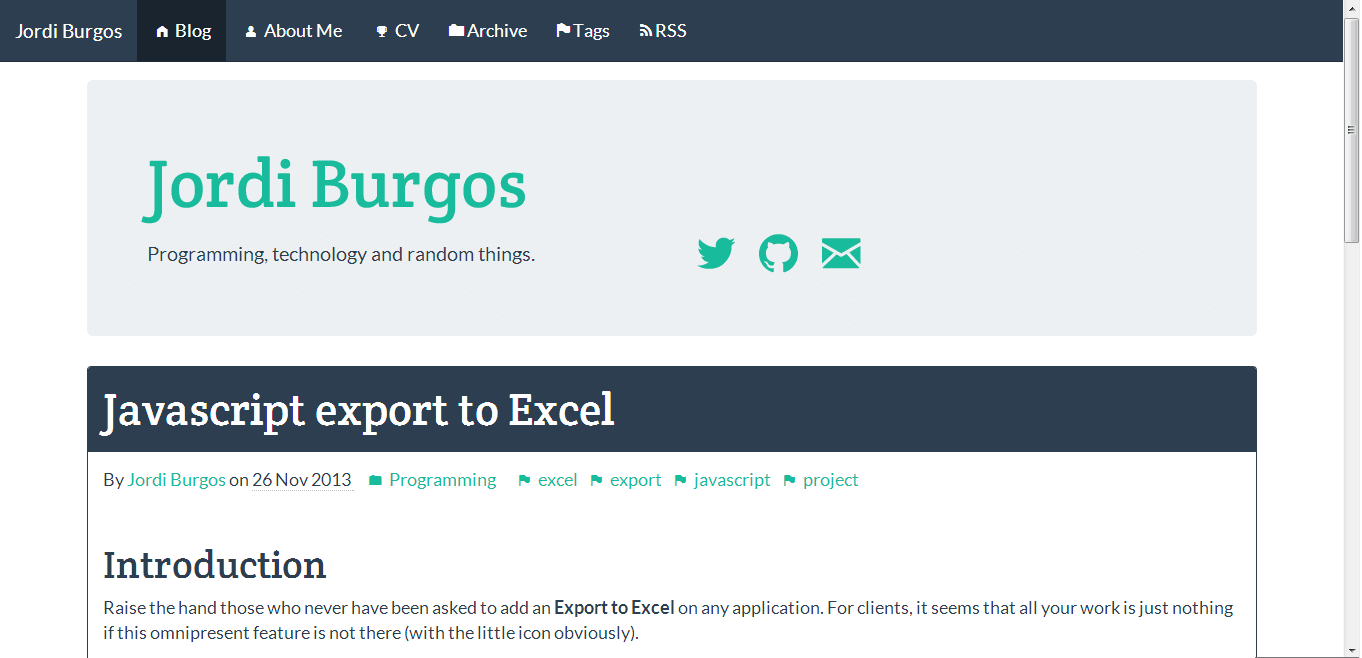 Jordi Burgos Blog About Me CV Archive Tags RSS
Jordi Burgos
Programming, technology and random things.
Javascript export to Excel
By Jordi Burgos on 26 Nov 2013 Programming excel export javascript project
Introduction
Raise the hand those who never have been asked to add an Export to Excel on any application. For clients, it seems that all your work is just nothing
if this omnipresent feature is not there (with the little icon obviously).